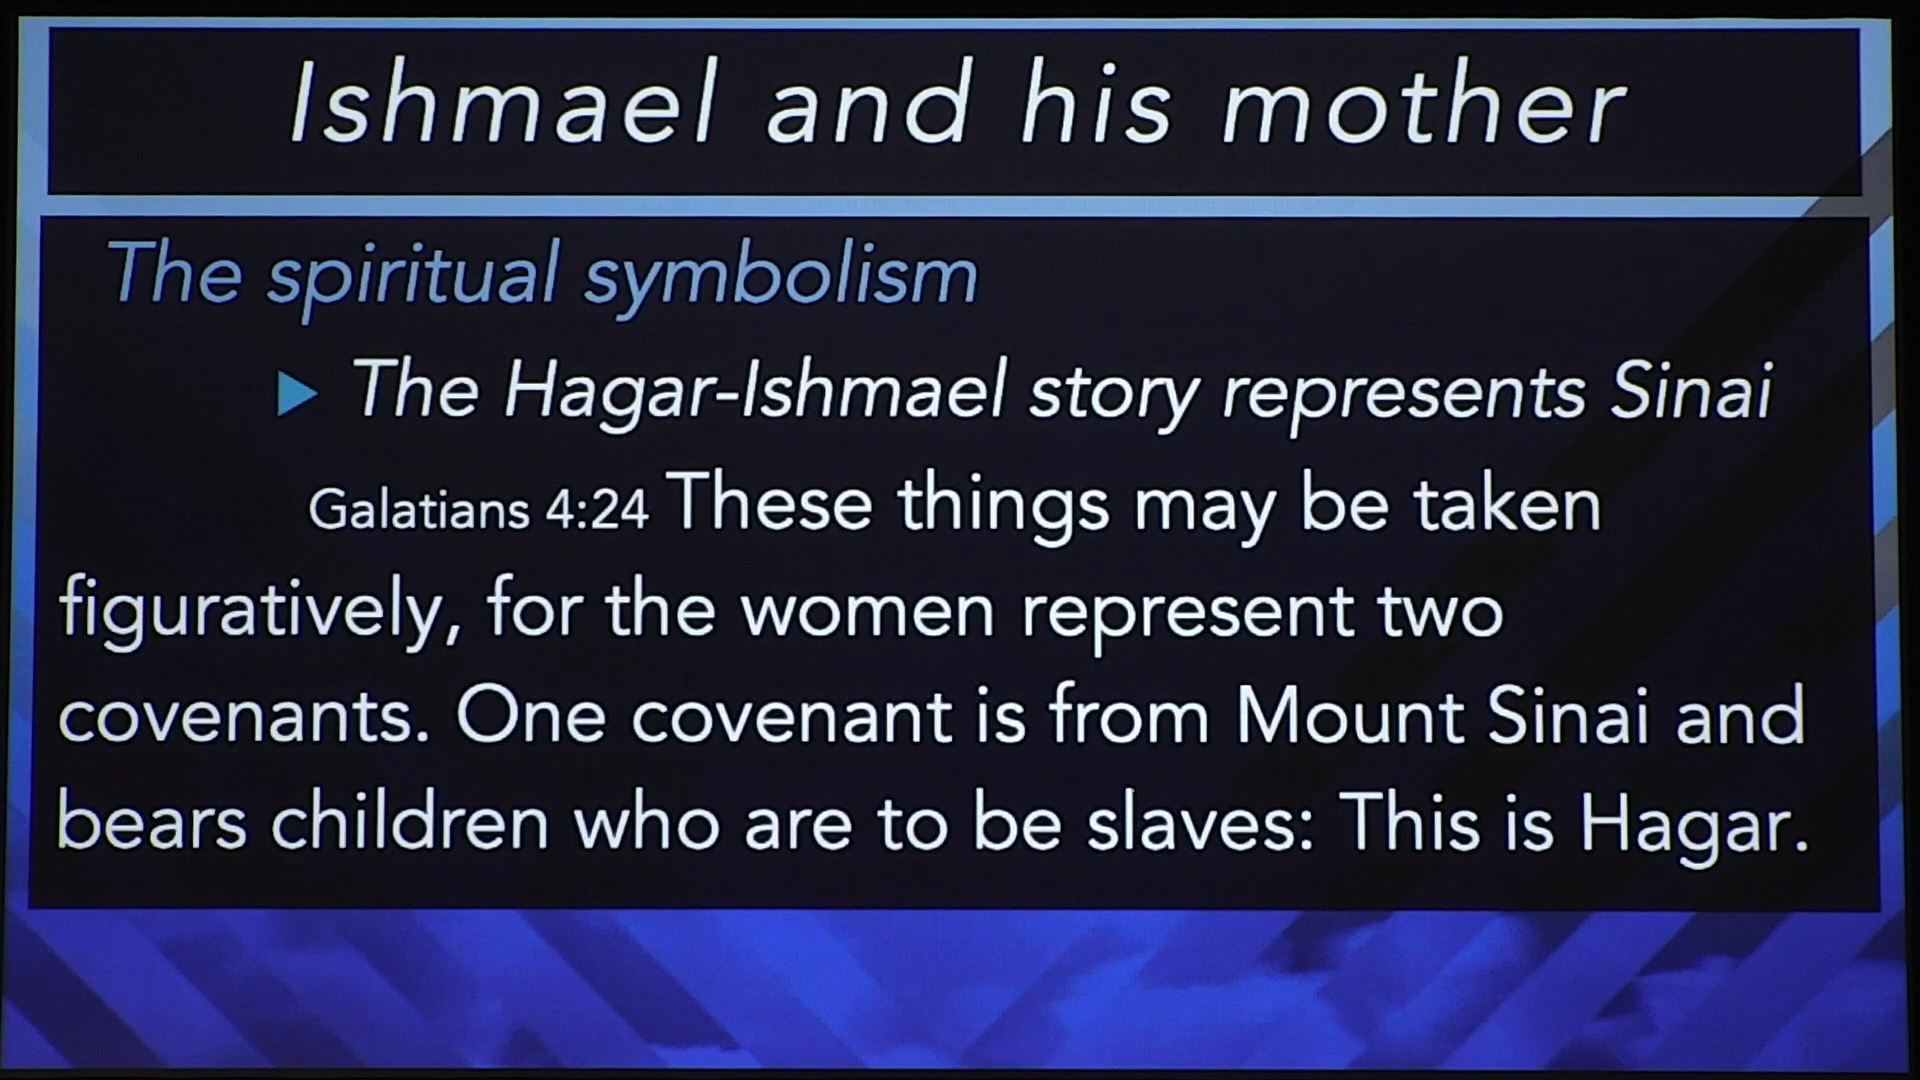 Ishmael and his mother
The spiritual symbolism
▶ The Hagar-Ishmael story represents Sinai
Galatians 4:24 These things may be taken
figuratively, for the women represent two
covenants. One covenant is from Mount Sinai and
bears children who are to be slaves: This is Hagar.